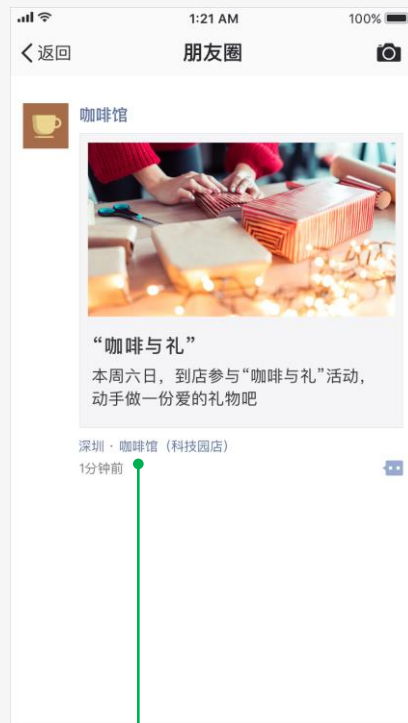 1:21 AM
100%
返回
朋友圈
咖啡馆
“咖啡与礼”
本周六日，到店参与“咖啡与礼”活动，
动手做一份爱的礼物吧
深圳 · 咖啡馆（科技园店）
1分钟前